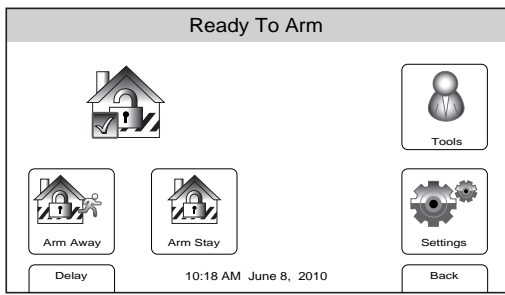 Ready To Arm
Tools
Arm Away
Arm Stay
Settings
Delay
10:18 AM June 8, 2010
Back